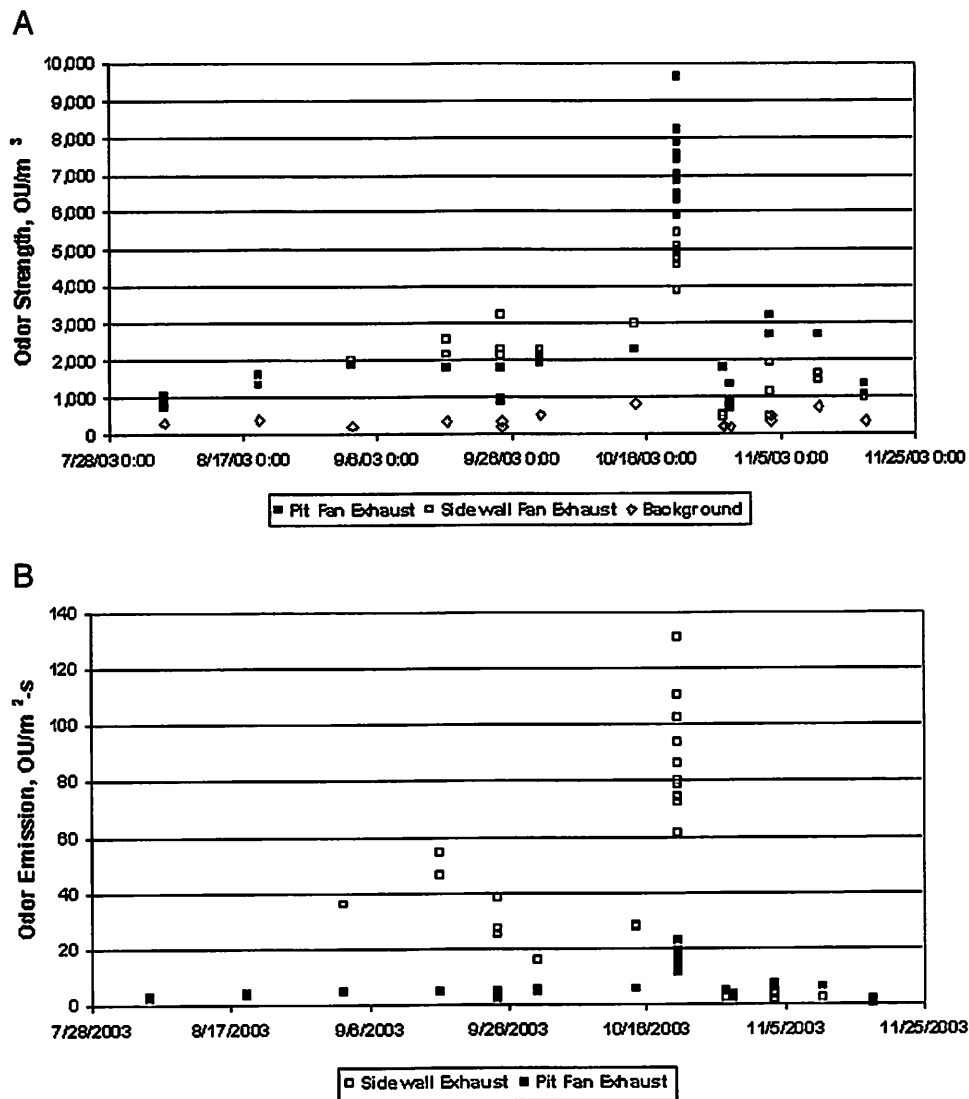 A
10,000
9,000
8,000
7,000
6,000
5,000
4,000
3,000
2,000
1,000
0
Odor Strength, OU/m³
7/28/03 0:00 8/17/03 0:00 9/6/03 0:00 9/26/03 0:00 10/18/03 0:00 11/5/03 0:00 11/25/03 0:00
Pit Fan Exhaust Sidewall Fan Exhaust Background
B
140
120
100
80
60
40
20
0
Odor Emission, OU/m²-s
7/28/2003 8/17/2003 9/6/2003 9/26/2003 10/18/2003 11/5/2003 11/25/2003
Sidewall Exhaust Pit Fan Exhaust